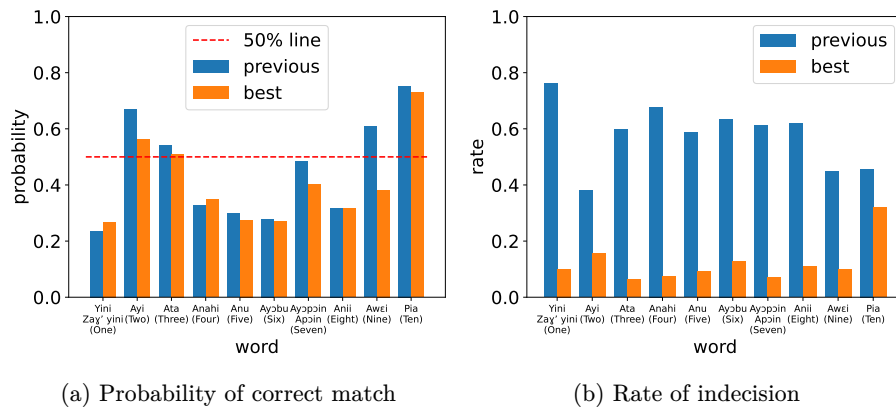 1.0
0.8
0.6
0.4
0.2
0.0
probability
50% line
previous
best
Yini Zaɣ' yini (One)
Ayi (Two)
Ata (Three)
Anahi (Four)
Anu (Five)
Ayɔbu (Six)
Ayɔpɔin Apɔin (Seven)
Anii (Eight)
Awɛi (Nine)
Pia (Ten)
word
(a) Probability of correct match
1.0
0.8
0.6
0.4
0.2
0.0
rate
previous
best
Yini Zaɣ' yini (One)
Ayi (Two)
Ata (Three)
Anahi (Four)
Anu (Five)
Ayɔbu (Six)
Ayɔpɔin Apɔin (Seven)
Anii (Eight)
Awɛi (Nine)
Pia (Ten)
word
(b) Rate of indecision